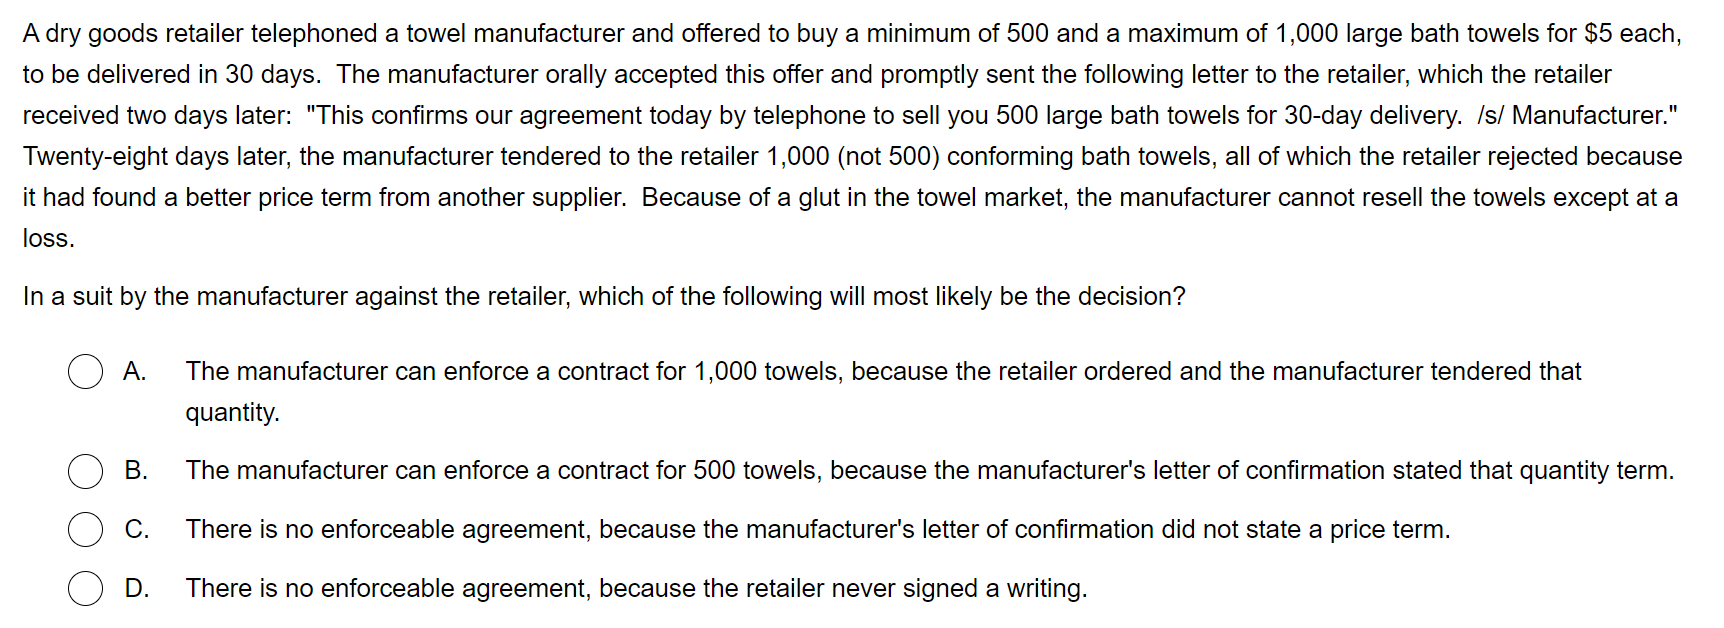 A dry goods retailer telephoned a towel manufacturer and offered to buy a minimum of 500 and a maximum of 1,000 large bath towels for $5 each,
to be delivered in 30 days.  The manufacturer orally accepted this offer and promptly sent the following letter to the retailer, which the retailer
received two days later:  "This confirms our agreement today by telephone to sell you 500 large bath towels for 30-day delivery.  /s/ Manufacturer."
Twenty-eight days later, the manufacturer tendered to the retailer 1,000 (not 500) conforming bath towels, all of which the retailer rejected because
it had found a better price term from another supplier.  Because of a glut in the towel market, the manufacturer cannot resell the towels except at a
loss.
In a suit by the manufacturer against the retailer, which of the following will most likely be the decision?
A. The manufacturer can enforce a contract for 1,000 towels, because the retailer ordered and the manufacturer tendered that
quantity.
B. The manufacturer can enforce a contract for 500 towels, because the manufacturer's letter of confirmation stated that quantity term.
C. There is no enforceable agreement, because the manufacturer's letter of confirmation did not state a price term.
D. There is no enforceable agreement, because the retailer never signed a writing.